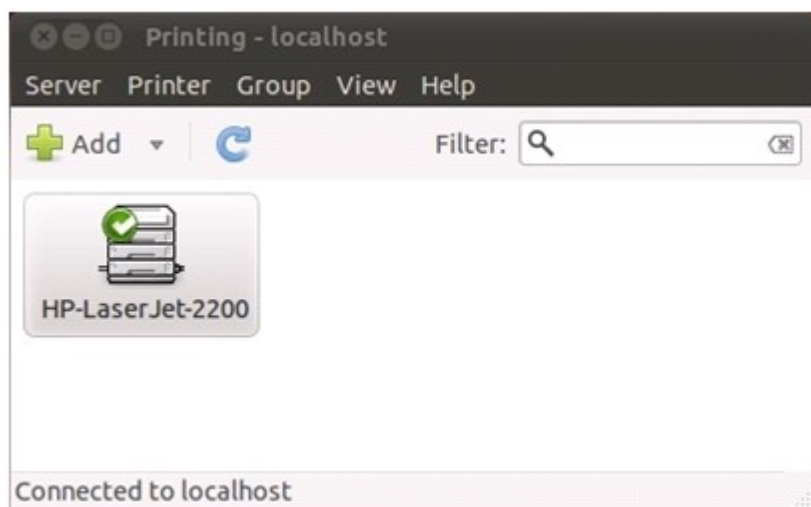 Printing - localhost
Server Printer Group View Help
Add Filter:
HP-LaserJet-2200
Connected to localhost